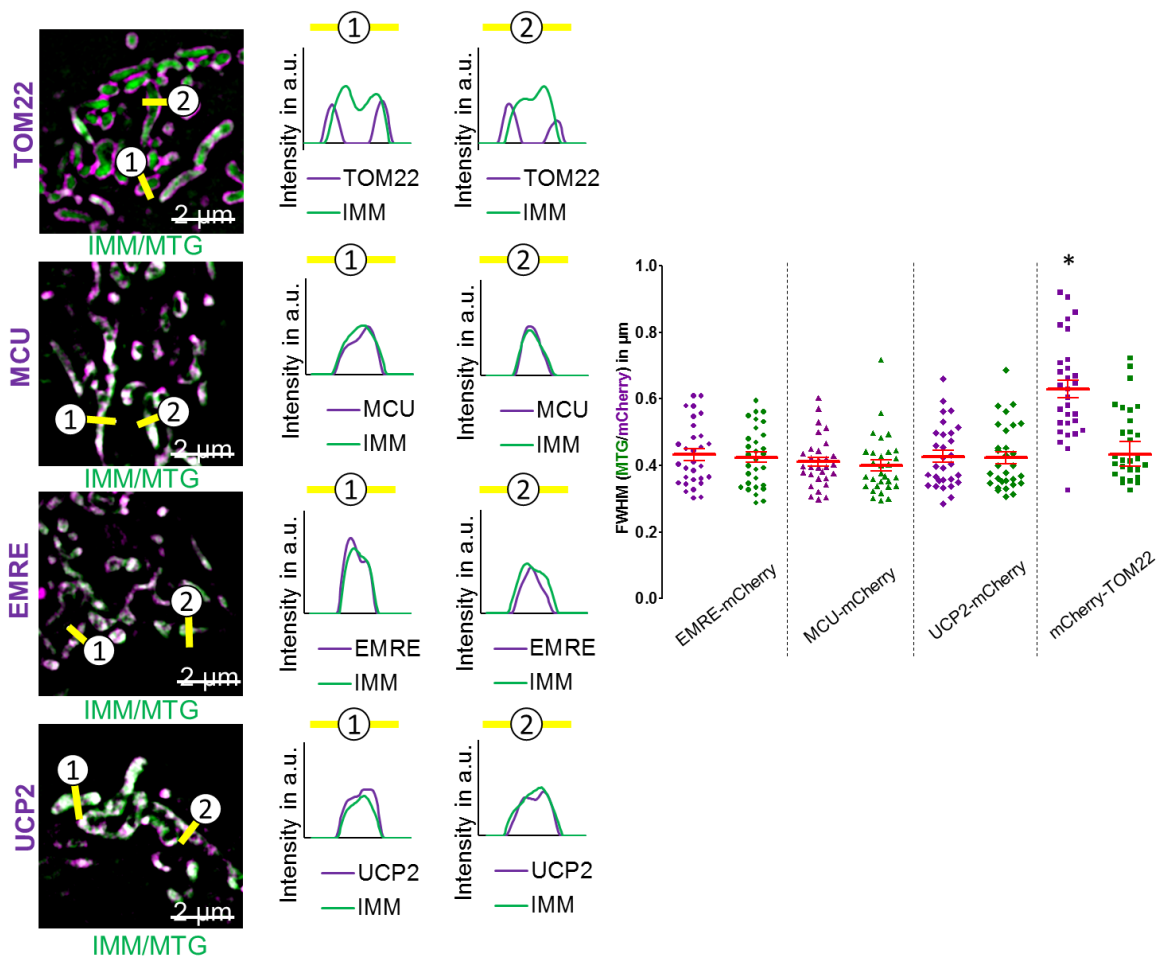 TOM22
1
2
2 µm
IMM/MTG
1
Intensity in a.u.
TOM22
IMM
2
Intensity in a.u.
TOM22
IMM
MCU
1
2
2 µm
IMM/MTG
1
Intensity in a.u.
MCU
IMM
2
Intensity in a.u.
MCU
IMM
EMRE
1
2
2 µm
IMM/MTG
1
Intensity in a.u.
EMRE
IMM
2
Intensity in a.u.
EMRE
IMM
UCP2
1
2
2 µm
IMM/MTG
1
Intensity in a.u.
UCP2
IMM
2
Intensity in a.u.
UCP2
IMM
FWHM (MTG/mCherry) in µm
1.0
0.8
0.6
0.4
0.2
0.0
*
EMRE-mCherry
MCU-mCherry
UCP2-mCherry
mCherry-TOM22